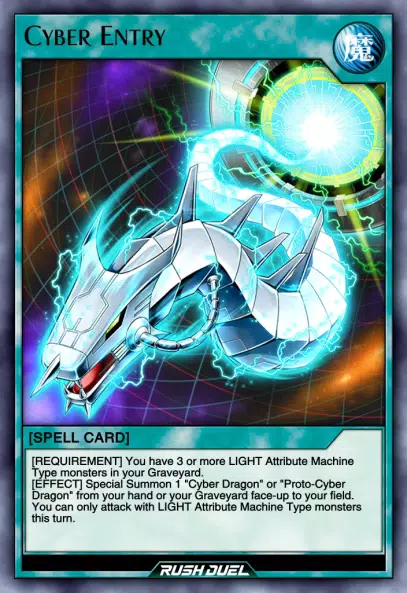 Cyber Entry
魔
[SPELL CARD]
[REQUIREMENT] You have 3 or more LIGHT Attribute Machine
Type monsters in your Graveyard.
[EFFECT] Special Summon 1 "Cyber Dragon" or "Proto-Cyber
Dragon" from your hand or your Graveyard face-up to your field.
You can only attack with LIGHT Attribute Machine Type monsters
this turn.
RUSH DUEL